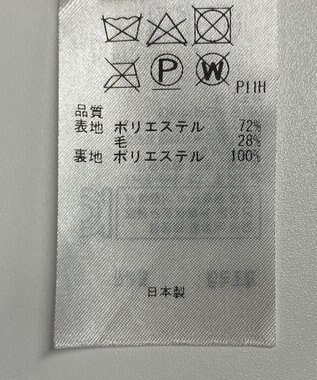 P
W
P11H
品質
表地 ポリエステル 72%
毛 28%
裏地 ポリエステル 100%
日本製